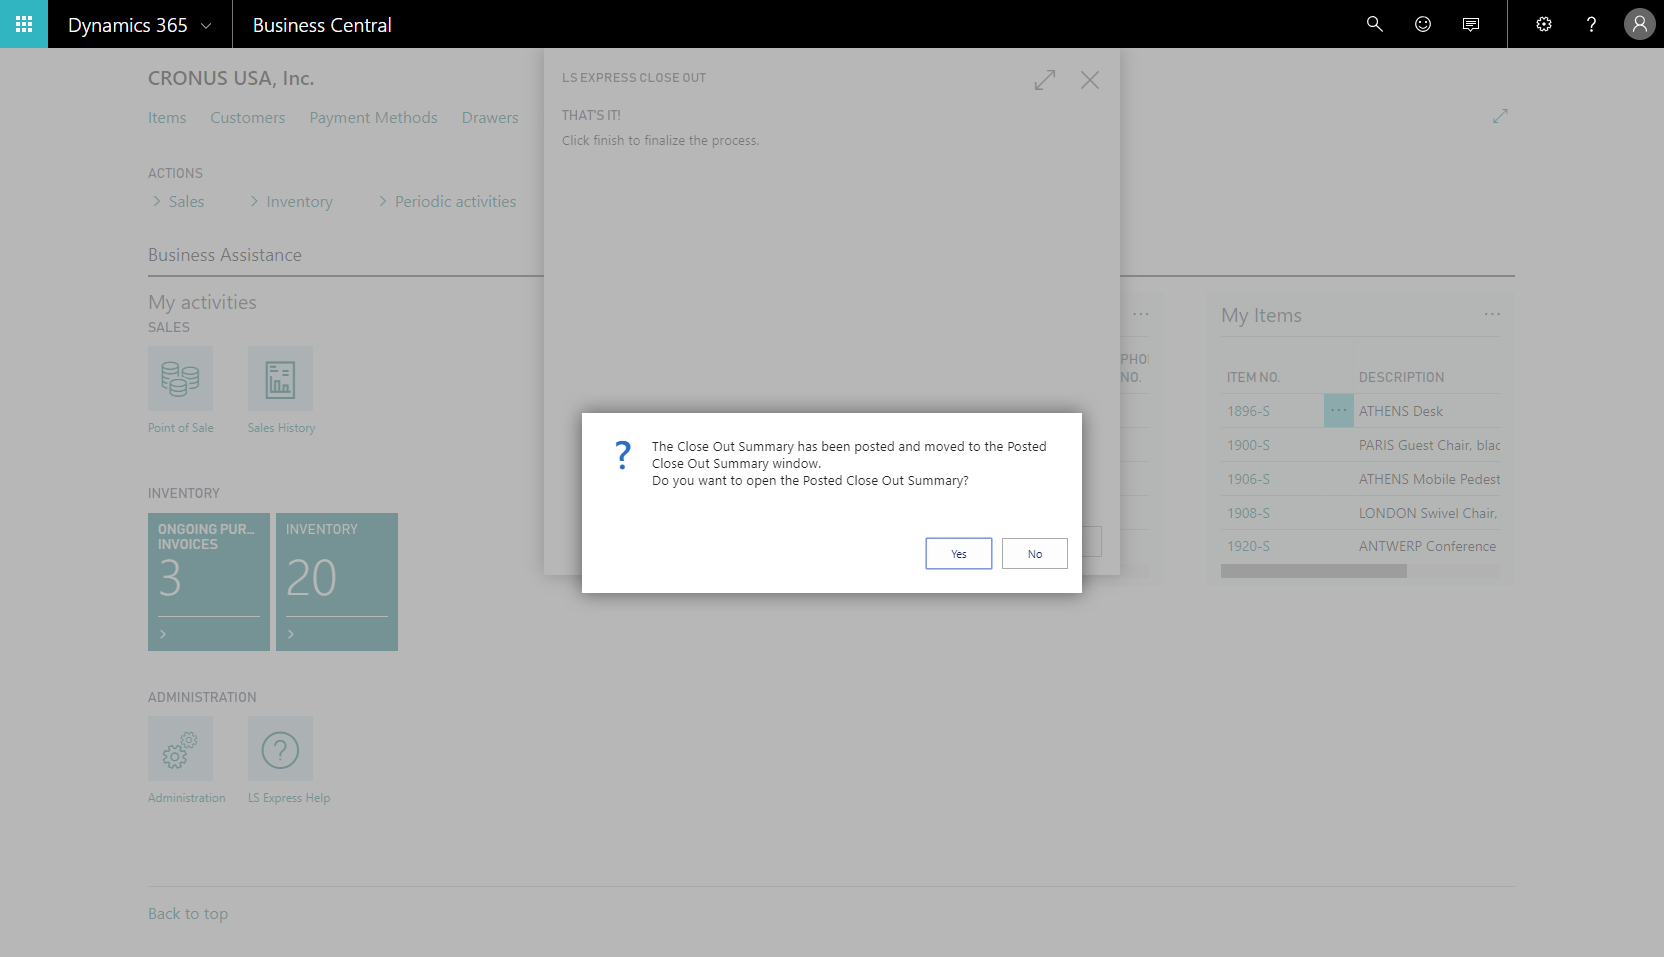 Dynamics 365
Business Central
CRONUS USA, Inc.
Items Customers Payment Methods Drawers
ACTIONS
Sales Inventory Periodic activities
Business Assistance
My activities
SALES
Point of Sale Sales History
INVENTORY
ONGOING PUR...
INVOICES
3
INVENTORY
20
ADMINISTRATION
Administration LS Express Help
Back to top
LS EXPRESS CLOSE OUT
THAT'S IT!
Click finish to finalize the process.
The Close Out Summary has been posted and moved to the Posted
Close Out Summary window.
Do you want to open the Posted Close Out Summary?
Yes No
NO.
My Items
ITEM NO. DESCRIPTION
1896-S ATHENS Desk
1900-S PARIS Guest Chair,
1906-S ATHENS Mobile
1908-S LONDON Swivel Chair,
1920-S ANTWERP Conference